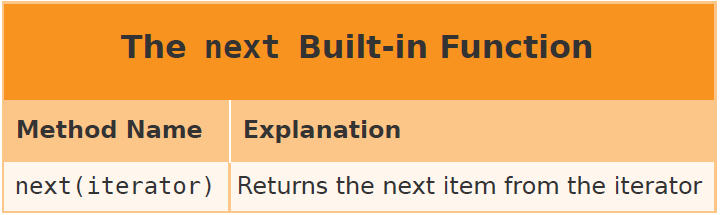 The next Built-in Function
Method Name Explanation
next(iterator) Returns the next item from the iterator